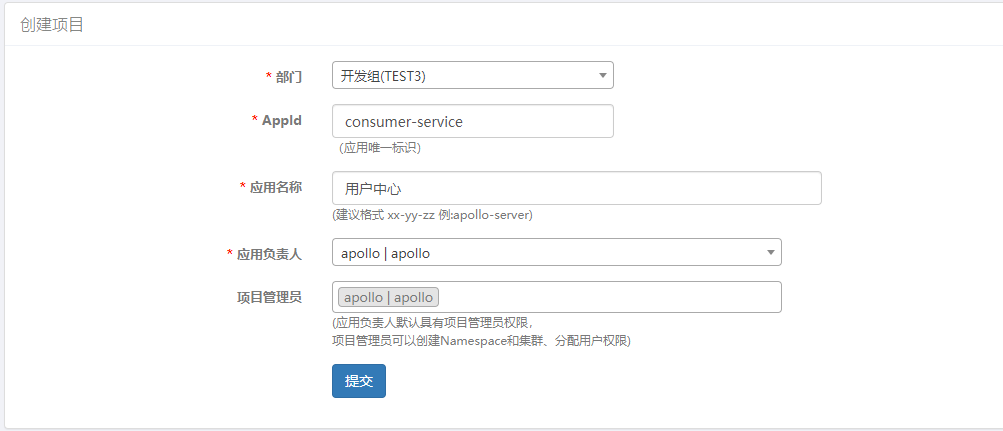 创建项目
* 部门
开发组(TEST3)
* AppId
consumer-service
(应用唯一标识)
* 应用名称
用户中心
(建议格式 xx-yy-zz 例:apollo-server)
* 应用负责人
apollo | apollo
项目管理员
apollo | apollo
(应用负责人默认具有项目管理员权限，
项目管理员可以创建Namespace和集群、分配用户权限)
提交